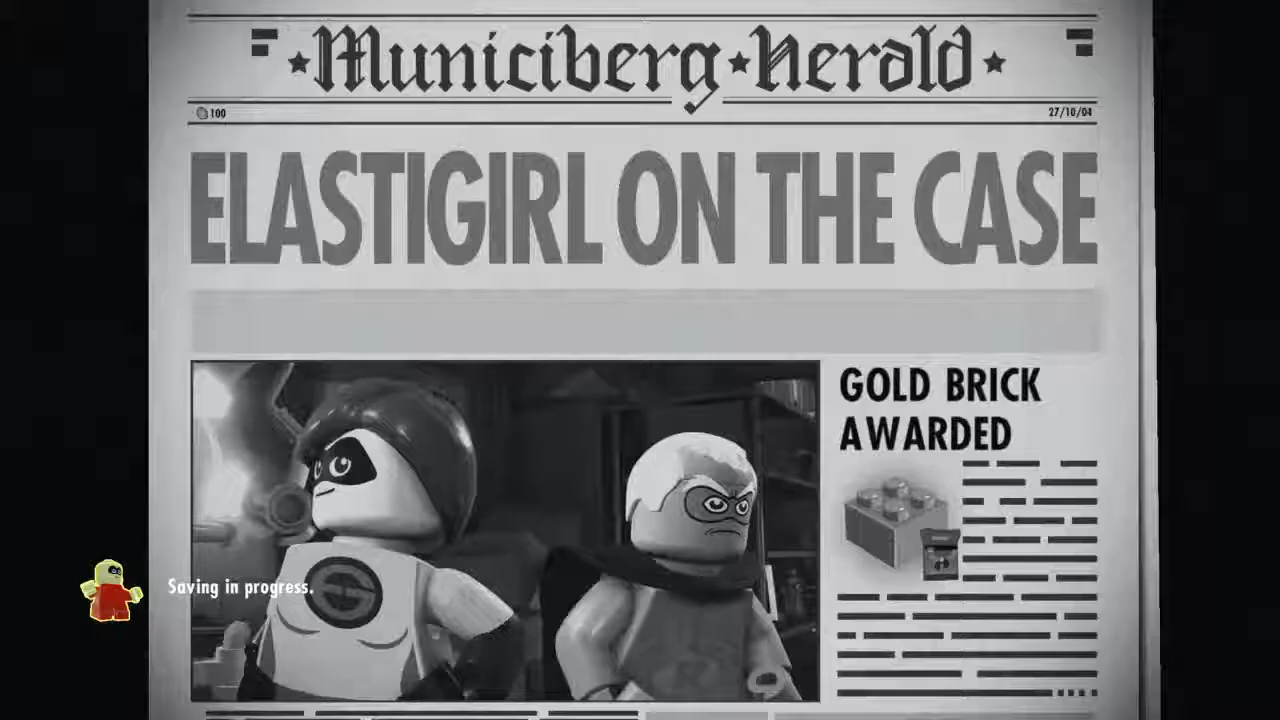 Municiberg Herald
100
27/10/04
ELASTIGIRL ON THE CASE
GOLD BRICK
AWARDED
Saving in progress.